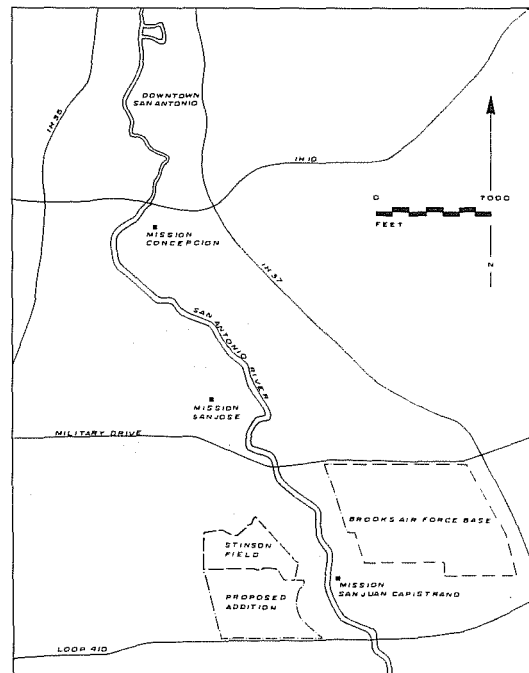 DOWNTOWN
SAN ANTONIO
IH 35
IH 10
0 7000
FEET
N
MISSION
CONCEPCION
IH 37
SAN ANTONIO RIVER
MISSION
SAN JOSE
MILITARY DRIVE
BROOKS AIR FORCE BASE
STINSON
FIELD
MISSION
SAN JUAN CAPISTRANO
PROPOSED
ADDITION
LOOP 410